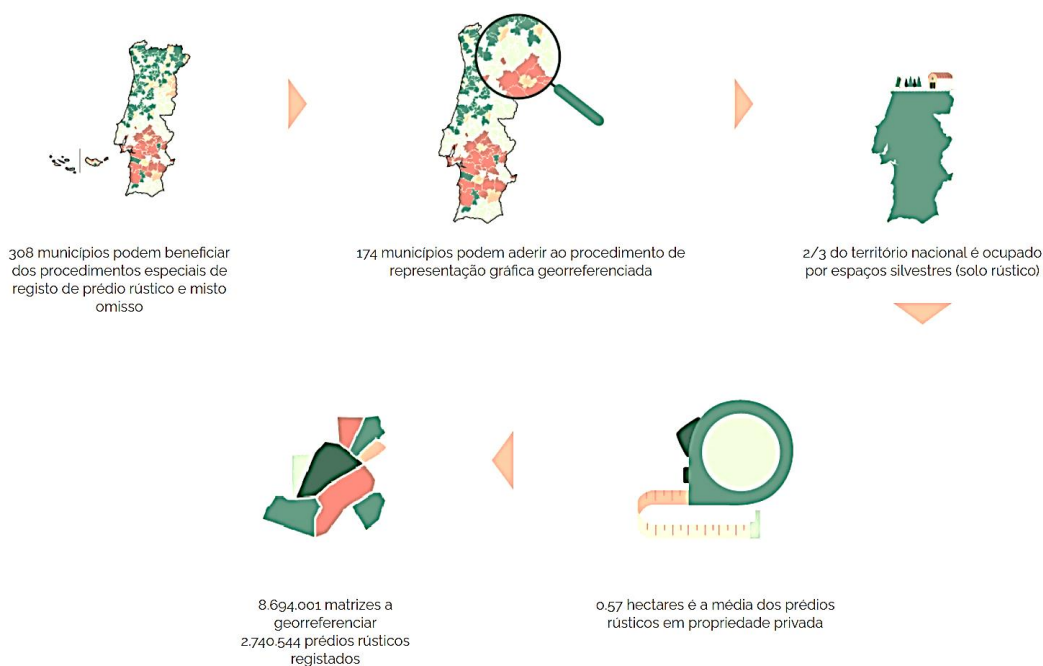 308 municípios podem beneficiar
dos procedimentos especiais de
registo de prédio rústico e misto
omisso
174 municípios podem aderir ao procedimento de
representação gráfica georreferenciada
2/3 do território nacional é ocupado
por espaços silvestres (solo rústico)
8.694.001 matrizes a
georreferenciar
2.740.544 prédios rústicos
registados
0.57 hectares é a média dos prédios
rústicos em propriedade privada